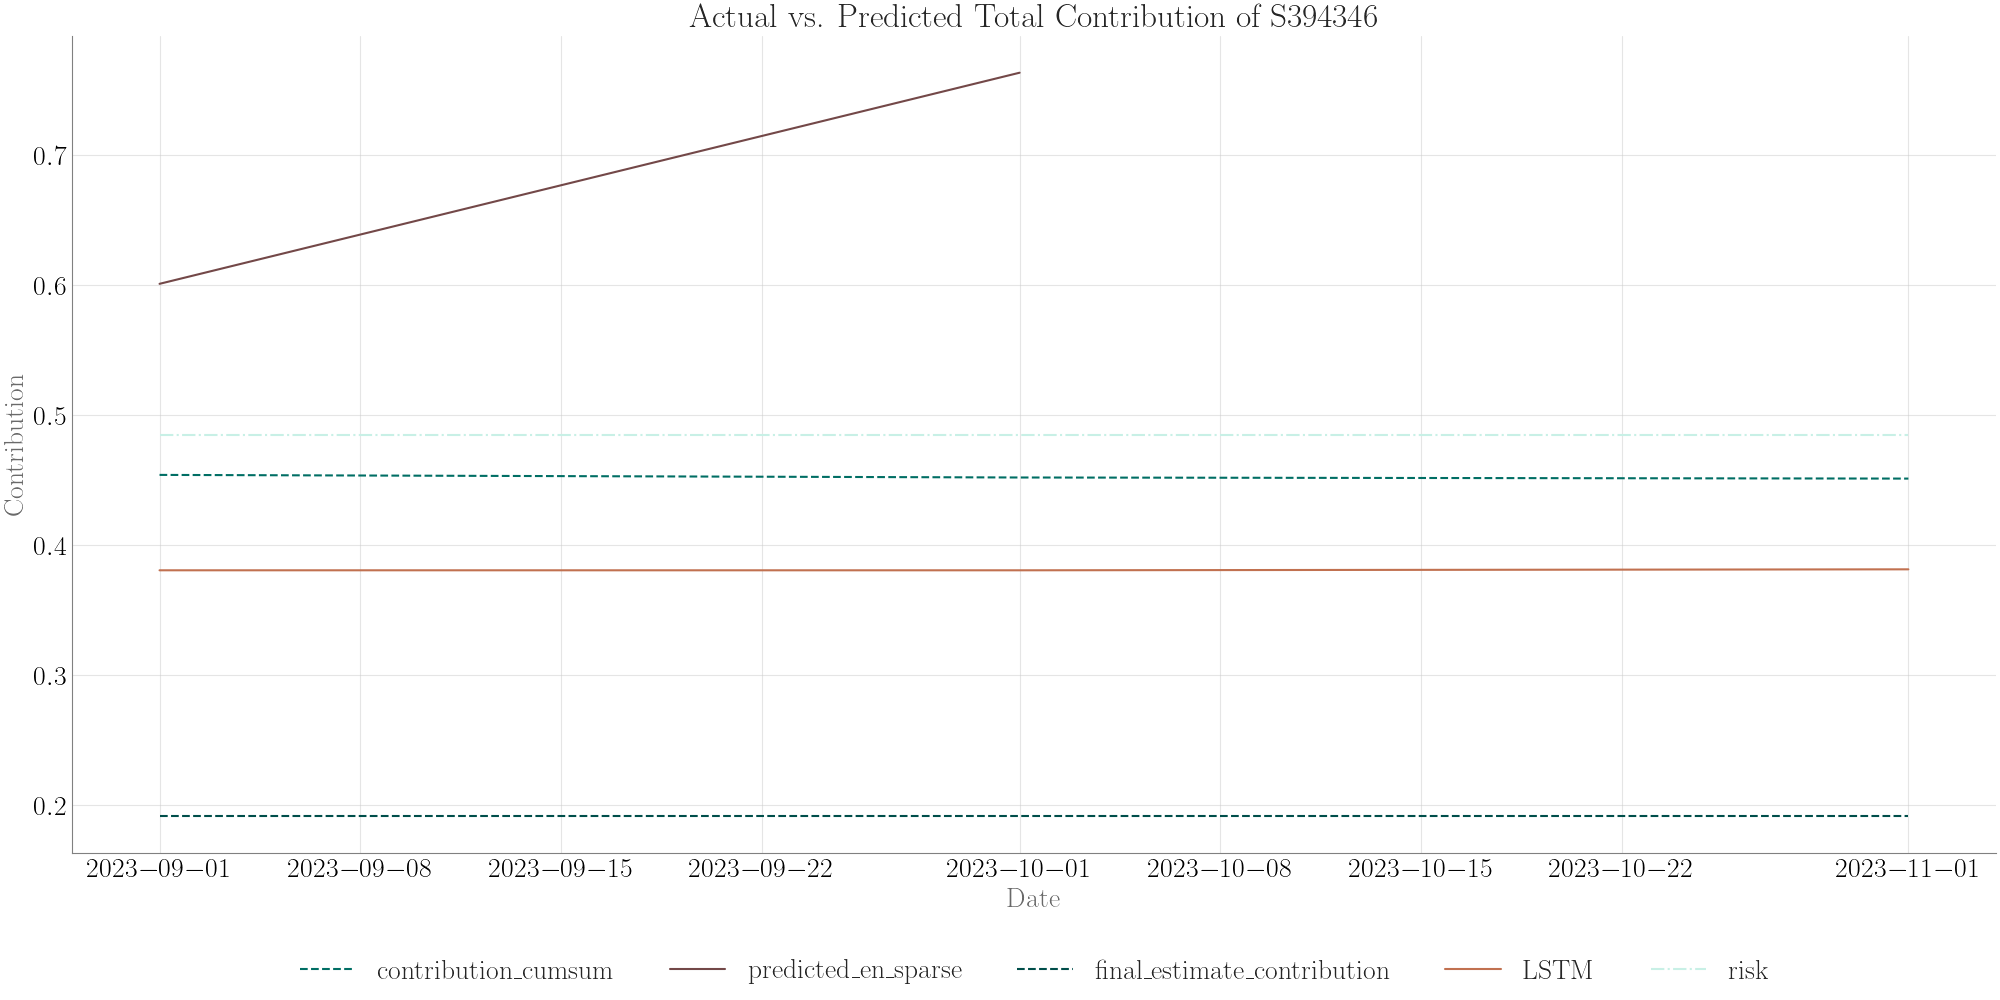 Actual vs. Predicted Total Contribution of S394346
Contribution
0.7
0.6
0.5
0.4
0.3
0.2
2023−09−01 2023−09−08 2023−09−15 2023−09−22 2023−10−01 2023−10−08 2023−10−15 2023−10−22 2023−11−01
Date
contribution_cumsum predicted_en_sparse final_estimate_contribution LSTM risk